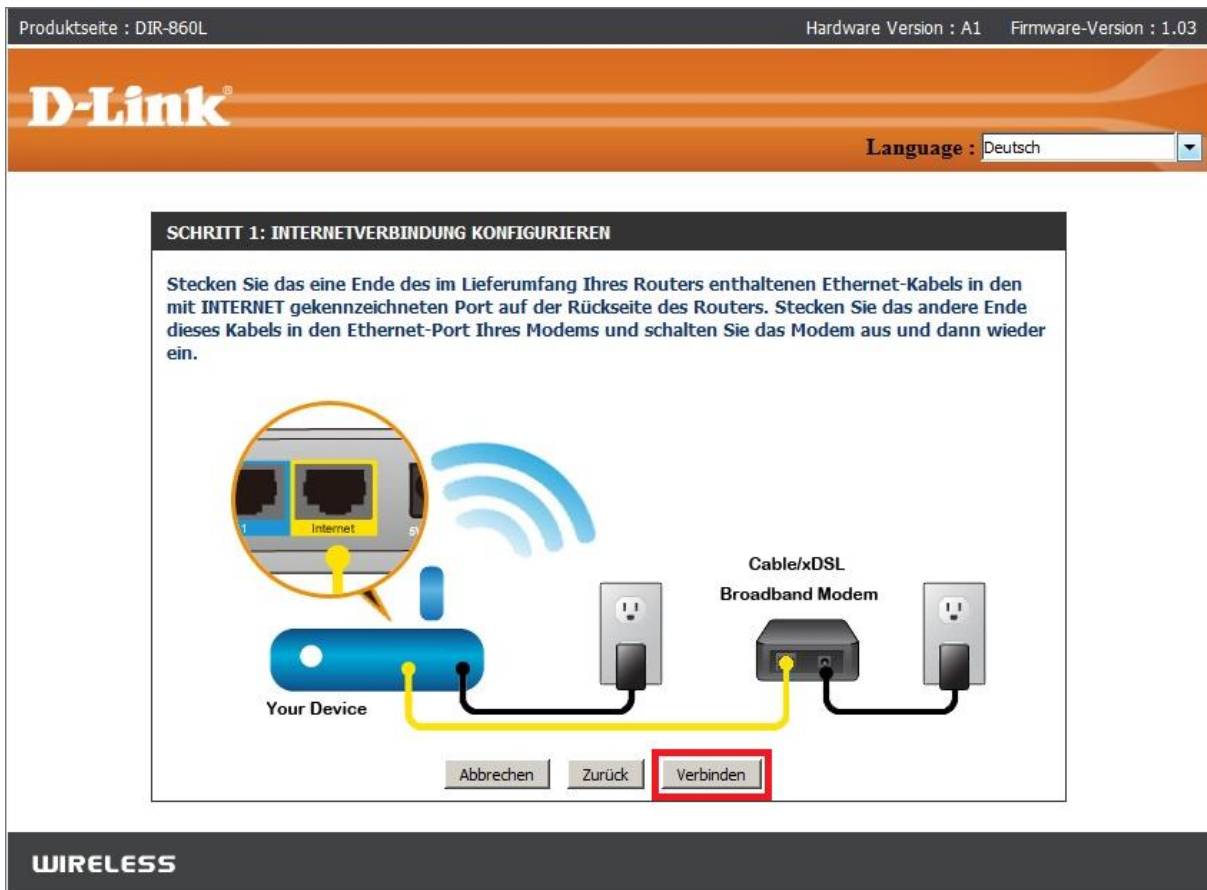 Produktseite : DIR-860L
Hardware Version : A1
Firmware-Version : 1.03
D-Link®
Language : Deutsch
SCHRITT 1: INTERNETVERBINDUNG KONFIGURIEREN
Stecken Sie das eine Ende des im Lieferumfang Ihres Routers enthaltenen Ethernet-Kabels in den
mit INTERNET gekennzeichneten Port auf der Rückseite des Routers. Stecken Sie das andere Ende
dieses Kabels in den Ethernet-Port Ihres Modems und schalten Sie das Modem aus und dann wieder
ein.
1
Internet
Cable/xDSL
Broadband Modem
Your Device
Abbrechen
Zurück
Verbinden
WIRELESS